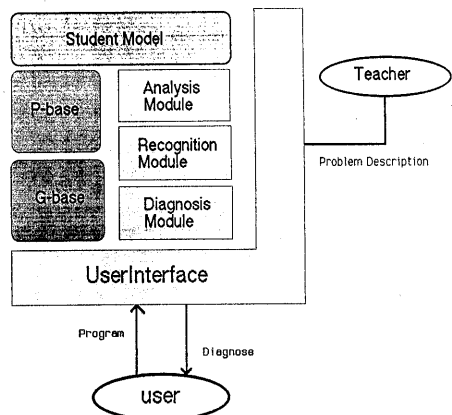 Student Model
Teacher
P-base
Analysis
Module
Recognition
Module
Problem Description
G-base
Diagnosis
Module
UserInterface
Program
Diagnose
user